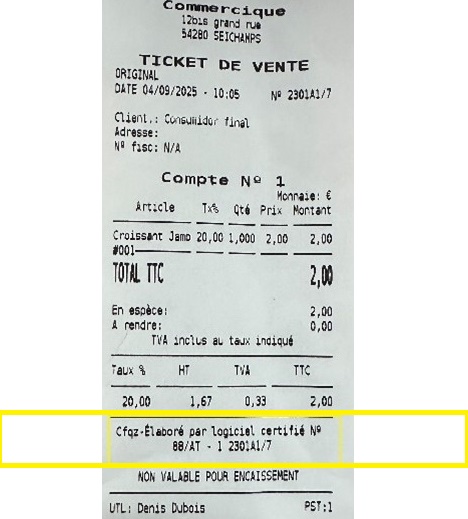 Commercique
12bis grand rue
54280 SEICHAMPS
TICKET DE VENTE
ORIGINAL
DATE 04/09/2025 - 10:05 Nº 2301A1/7
Client.: Consumidor final
Adresse:
Nº fisc: N/A
Compte Nº 1
Monnaie: €
Article Tx% Qté Prix Montant
Croissant Jamo 20,00 1,000 2,00 2,00
#001
TOTAL TTC 2,00
En espèce: 2,00
A rendre: 0,00
TVA inclus au taux indiqué
Taux % HT TVA TTC
20,00 1,67 0,33 2,00
Cfqz-Élaboré par logiciel certifié Nº
88/AT - 1 2301A1/7
NON VALABLE POUR ENCAISSEMENT
UTL: Denis Dubois PST:1